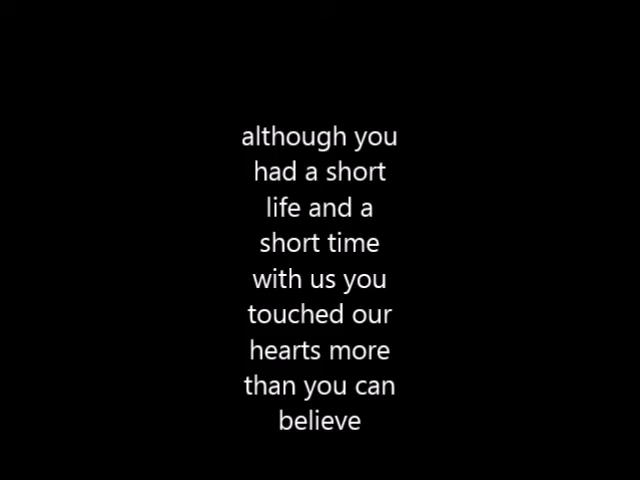 although you
had a short
life and a
short time
with us you
touched our
hearts more
than you can
believe